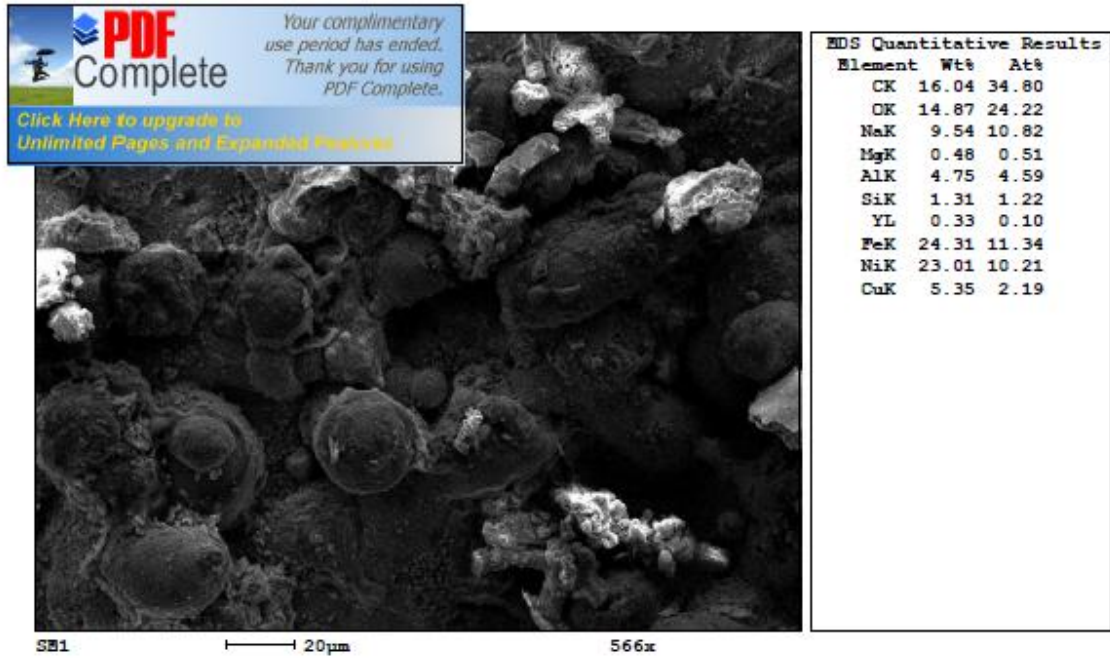 PDF
Complete
Your complimentary
use period has ended.
Thank you for using
PDF Complete.
Click Here to upgrade to
Unlimited Pages and Expanded Features
EDS Quantitative Results
Element Wt% At%
CK 16.04 34.80
OK 14.87 24.22
NaK 9.54 10.82
MgK 0.48 0.51
AlK 4.75 4.59
SiK 1.31 1.22
YL 0.33 0.10
FeK 24.31 11.34
NiK 23.01 10.21
CuK 5.35 2.19
20µm
566x